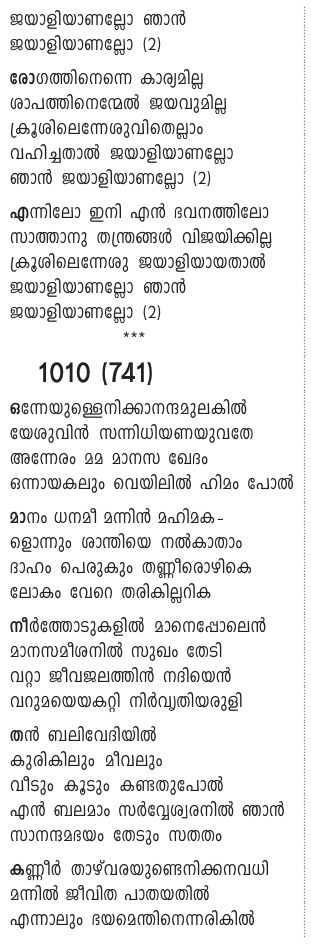 ജയാളിയാണല്ലോ ഞാൻ
ജയാളിയാണല്ലോ (2)
രോഗത്തിനെന്നെ കാര്യമില്ല
ശാപത്തിനെന്മേൽ ജയവുമില്ല
ക്രൂശിലെന്നേശുവിതെല്ലാം
വഹിച്ചതാൽ ജയാളിയാണല്ലോ
ഞാൻ ജയാളിയാണല്ലോ (2)
എന്നിലോ ഇനി എൻ ഭവനത്തിലോ
സാത്താനു തന്ത്രങ്ങൾ വിജയിക്കില്ല
ക്രൂശിലെന്നേശു ജയാളിയായതാൽ
ജയാളിയാണല്ലോ ഞാൻ
ജയാളിയാണല്ലോ (2)
***
1010 (741)
ഒന്നേയുള്ളെനിക്കാനന്ദമുലകിൽ
യേശുവിൻ സന്നിധിയണയുവതേ
അന്നേരം മമ മാനസ ഖേദം
ഒന്നായകലും വെയിലിൽ ഹിമം പോൽ
മാനം ധനമീ മന്നിൻ മഹിമക-
ളൊന്നും ശാന്തിയെ നൽകാതാം
ദാഹം പെരുകും തണ്ണീരൊഴികെ
ലോകം വേറെ തരികില്ലറിക
നീർത്തോടുകളിൽ മാനെപ്പോലെൻ
മാനസമീശനിൽ സുഖം തേടി
വറ്റാ ജീവജലത്തിൻ നദിയെൻ
വറുമയെയകറ്റി നിർവൃതിയരുളി
തൻ ബലിവേദിയിൽ
കുരികിലും മീവലും
വീടും കൂടും കണ്ടതുപോൽ
എൻ ബലമാം സർവ്വേശ്വരനിൽ ഞാൻ
സാനന്ദമഭയം തേടും സതതം
കണ്ണീർ താഴ്‌വരയുണ്ടെനിക്കനവധി
മന്നിൽ ജീവിത പാതയതിൽ
എന്നാലും ഭയമെന്തിനെന്നരികിൽ